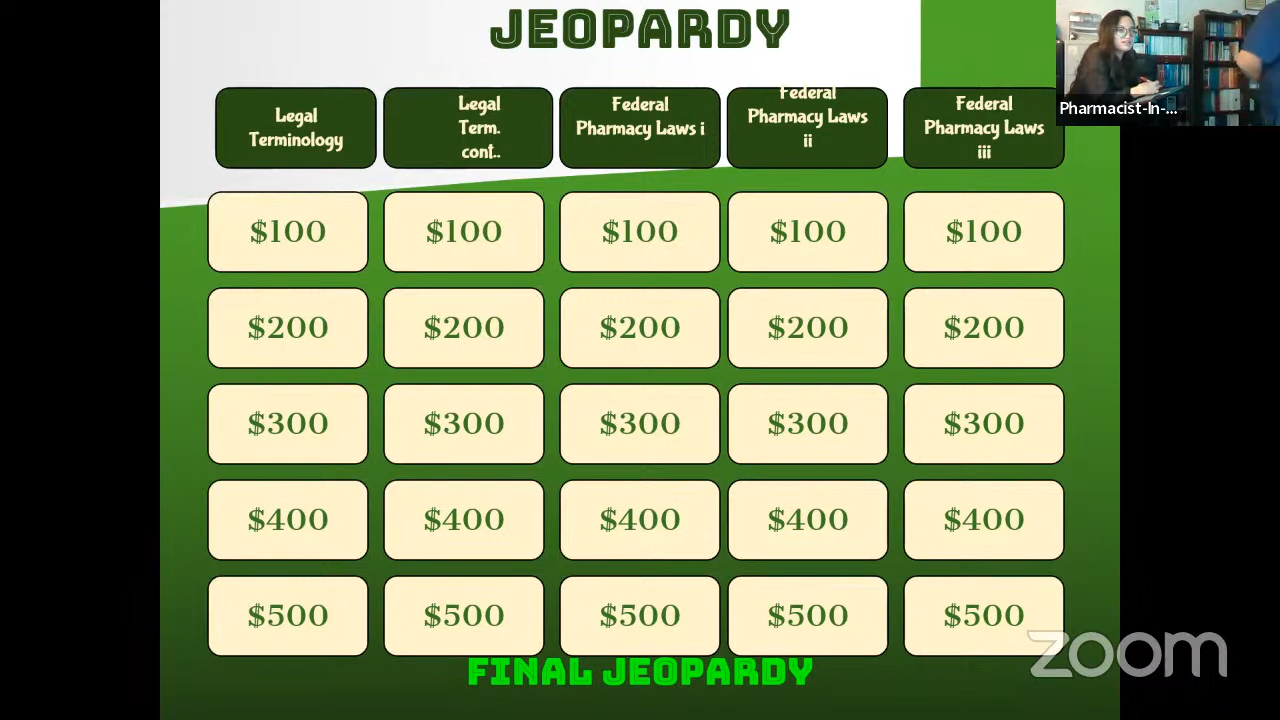 JEOPARDY
Legal
Terminology
Legal
Term.
cont..
Federal
Pharmacy Laws i
Federal
Pharmacy Laws
ii
Federal
Pharmacy Laws
iii
Pharmacist-In-...
$100 $100 $100 $100 $100
$200 $200 $200 $200 $200
$300 $300 $300 $300 $300
$400 $400 $400 $400 $400
$500 $500 $500 $500 $500
FINAL JEOPARDY
zoom